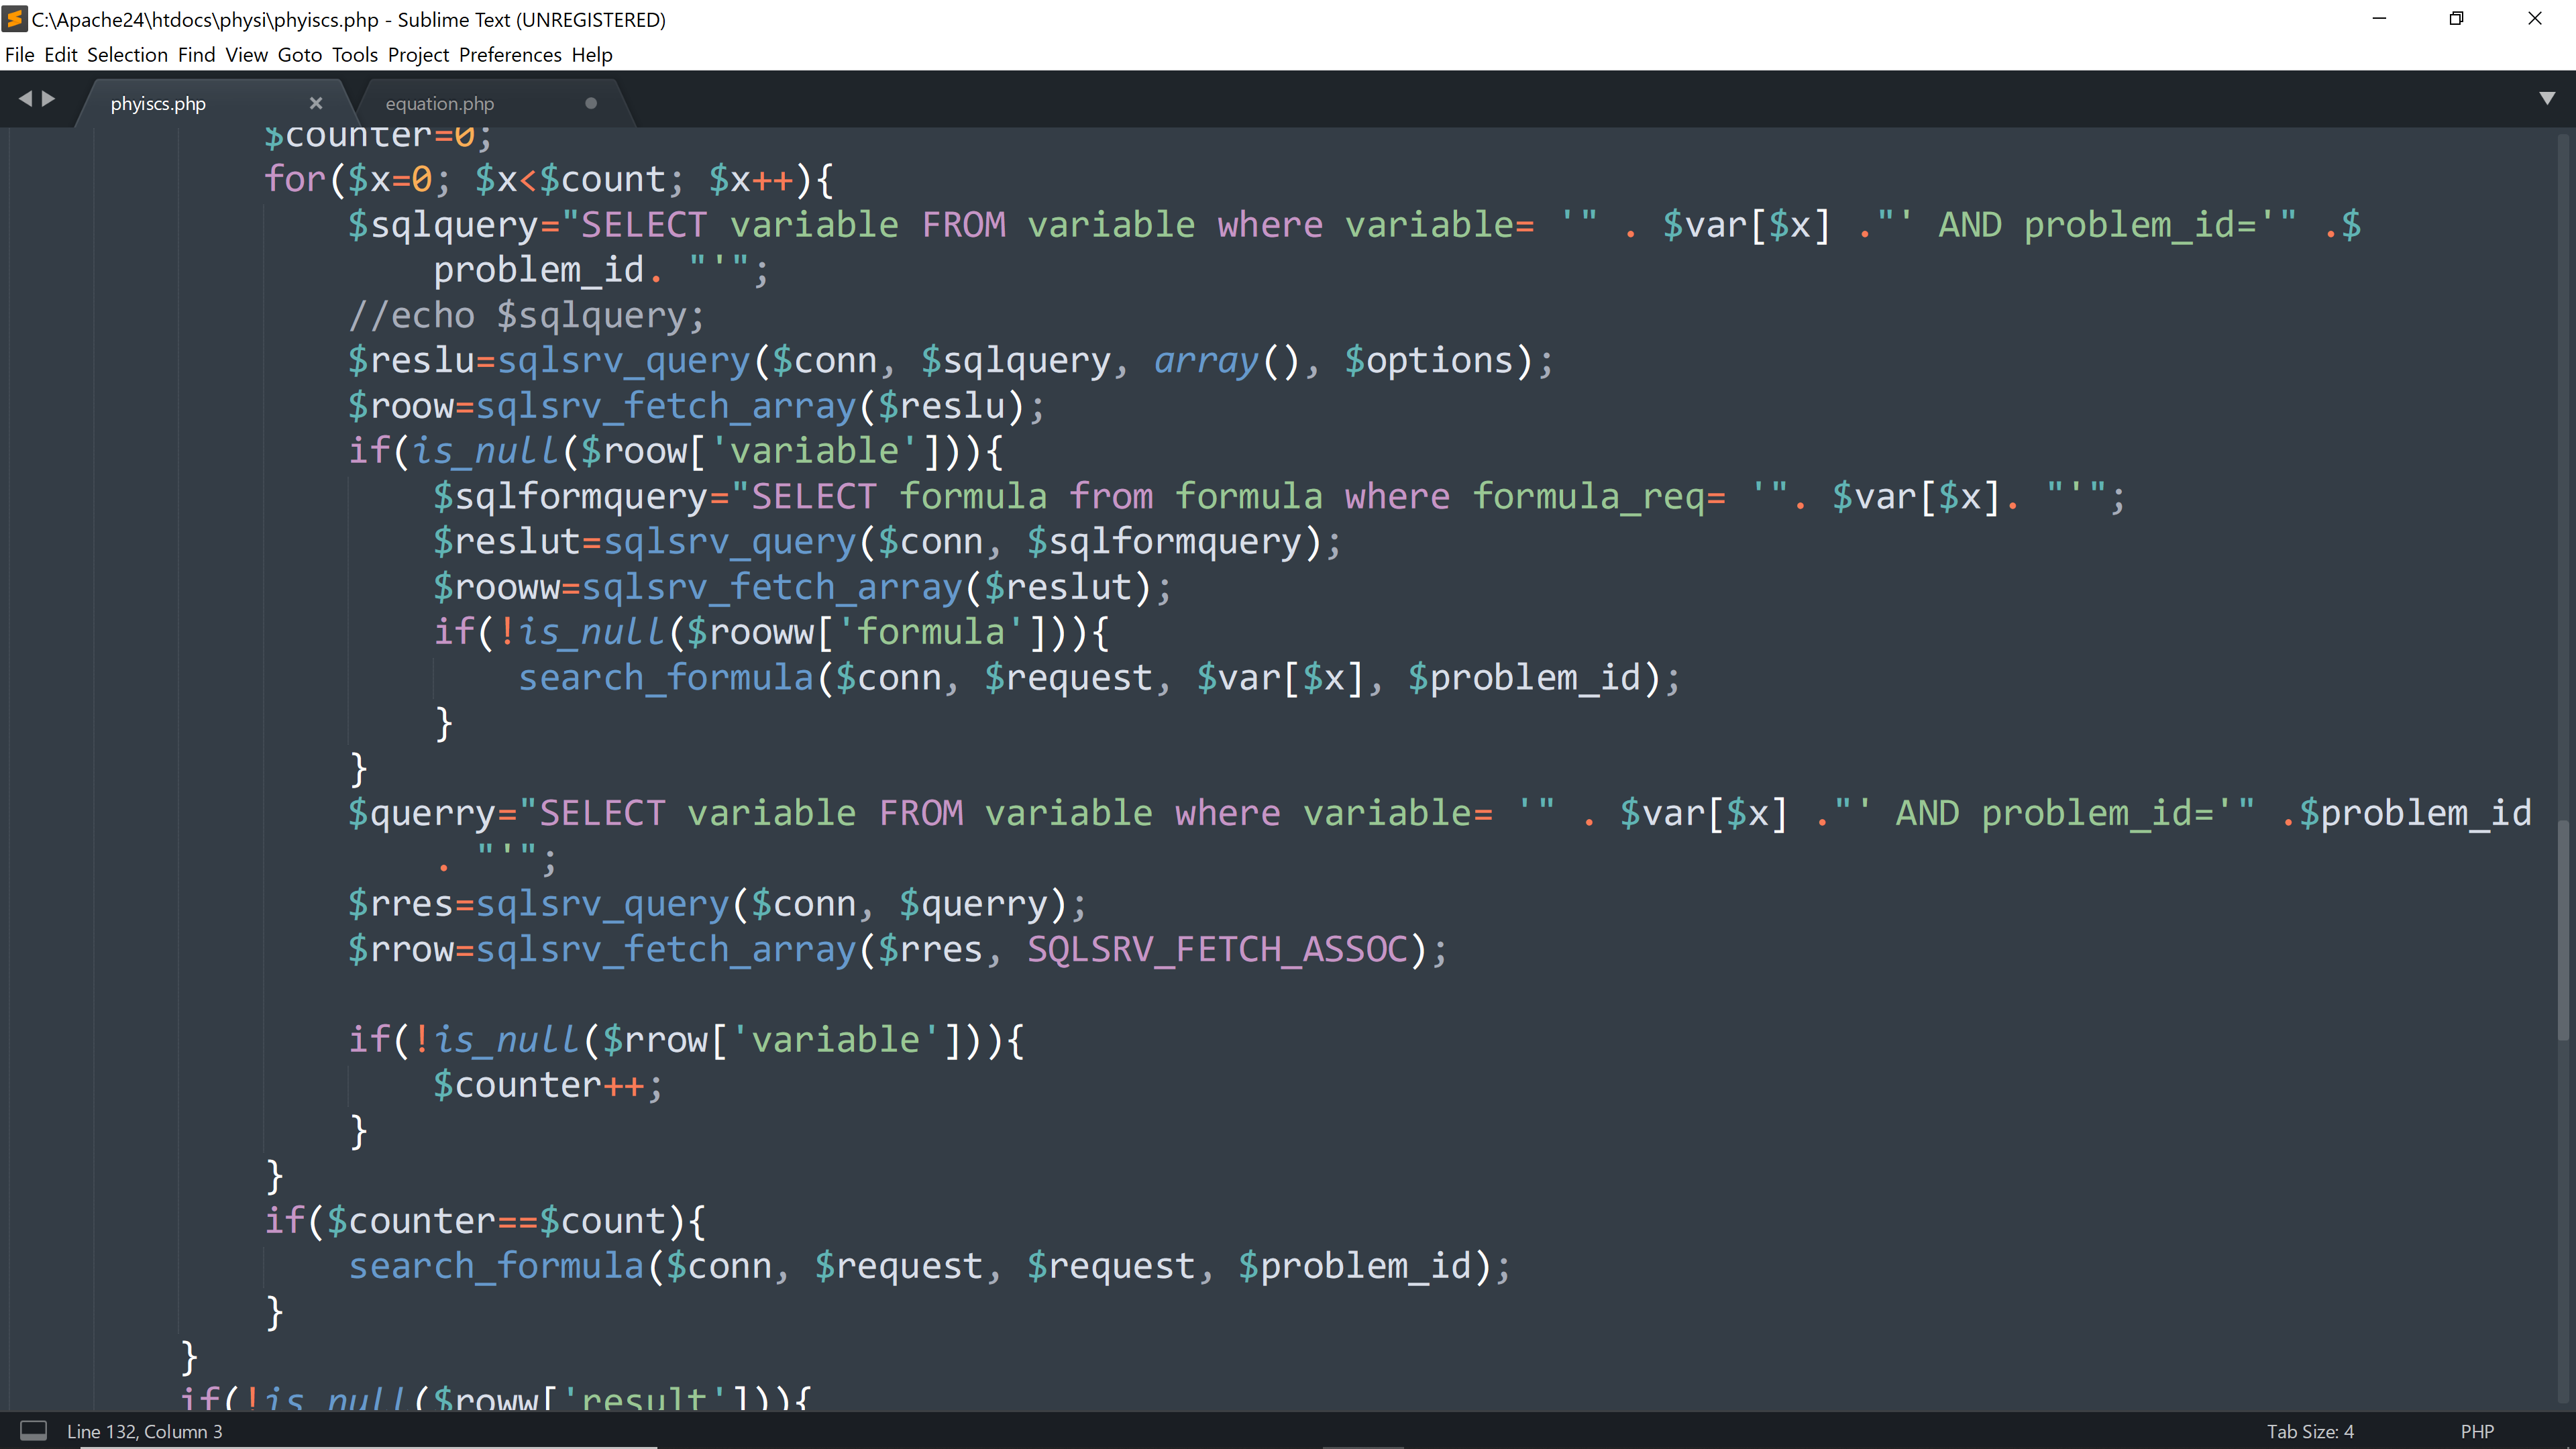 C:\Apache24\htdocs\physi\phyiscs.php - Sublime Text (UNREGISTERED)
File Edit Selection Find View Goto Tools Project Preferences Help
phyiscs.php
equation.php
$counter=0;
for($x=0; $x<$count; $x++){
$sqlquery="SELECT variable FROM variable where variable= '" . $var[$x] ."' AND problem_id='" .$
problem_id. "'";
//echo $sqlquery;
$reslu=sqlsrv_query($conn, $sqlquery, array(), $options);
$roow=sqlsrv_fetch_array($reslu);
if(is_null($roow['variable'])){
$sqlformquery="SELECT formula from formula where formula_req= '". $var[$x]. "'";
$reslut=sqlsrv_query($conn, $sqlformquery);
$rooww=sqlsrv_fetch_array($reslut);
if(!is_null($rooww['formula'])){
search_formula($conn, $request, $var[$x], $problem_id);
}
}
$querry="SELECT variable FROM variable where variable= '" . $var[$x] ."' AND problem_id='" .$problem_id
. "'";
$rres=sqlsrv_query($conn, $querry);
$rrow=sqlsrv_fetch_array($rres, SQLSRV_FETCH_ASSOC);
if(!is_null($rrow['variable'])){
$counter++;
}
}
if($counter==$count){
search_formula($conn, $request, $request, $problem_id);
}
}
if(!is_null($roww['result'])){
Line 132, Column 3
Tab Size: 4
PHP